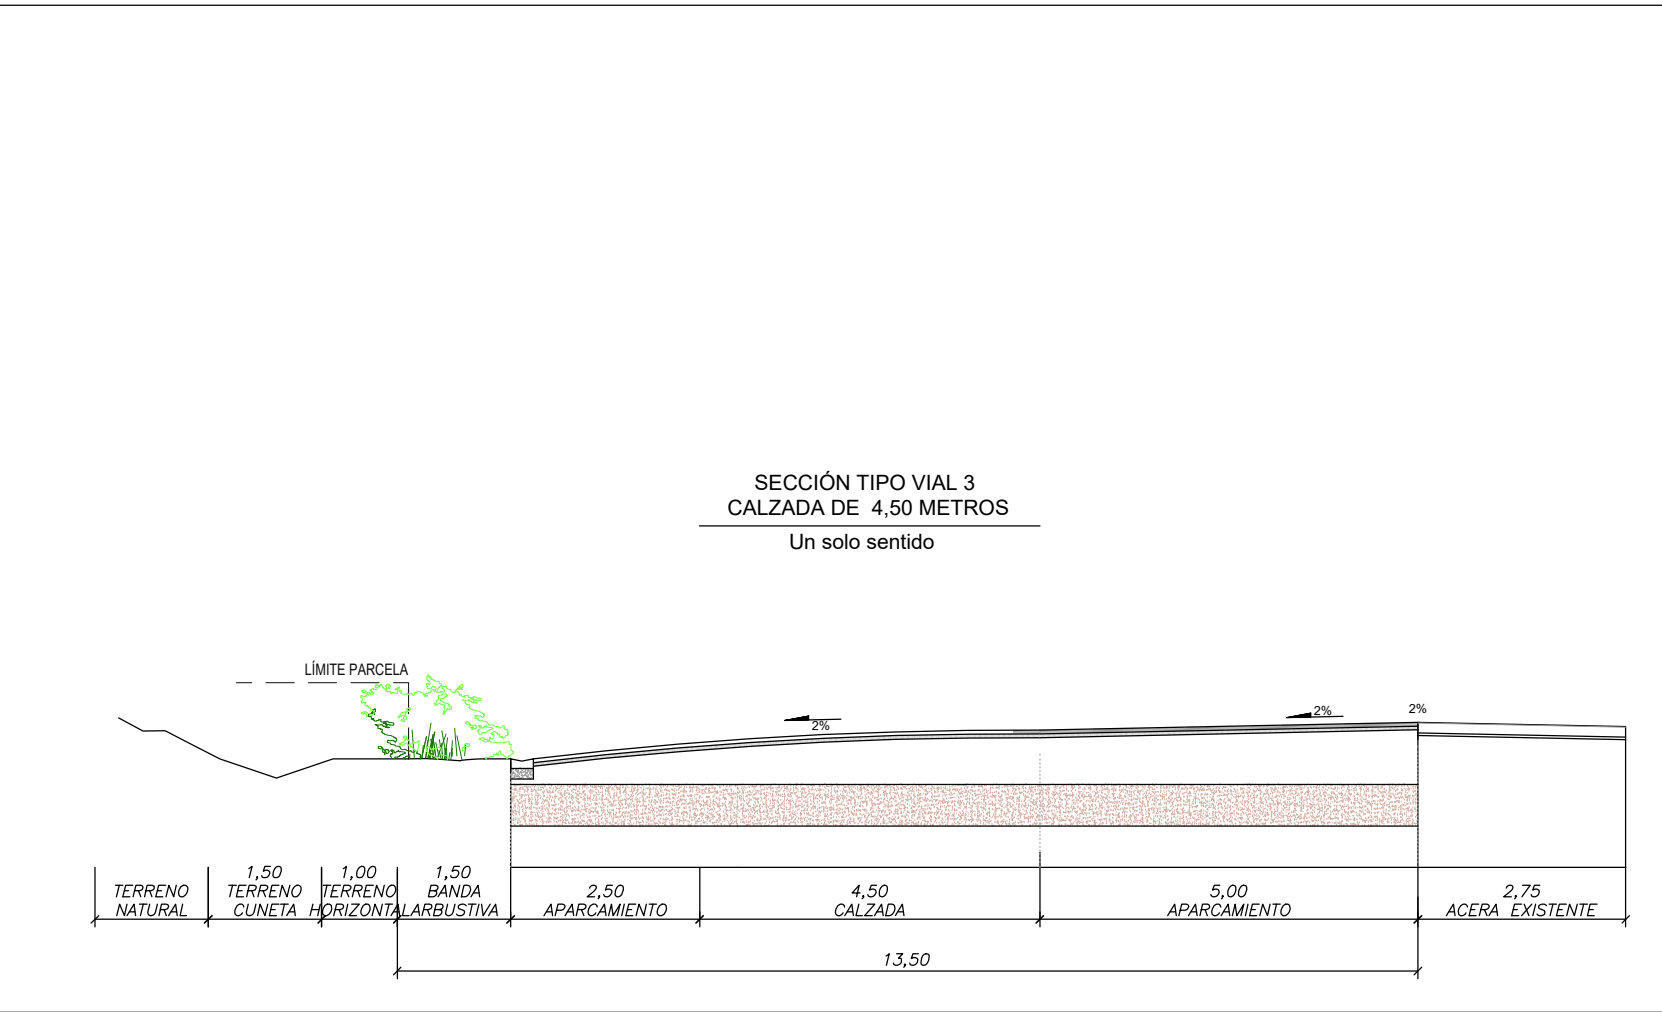 SECCIÓN TIPO VIAL 3
CALZADA DE 4,50 METROS
Un solo sentido
LÍMITE PARCELA
2%
2%
2%
TERRENO
NATURAL
1,50
TERRENO
CUNETA
1,00
TERRENO
HORIZONTAL
1,50
BANDA
ARBUSTIVA
2,50
APARCAMIENTO
4,50
CALZADA
5,00
APARCAMIENTO
2,75
ACERA EXISTENTE
13,50